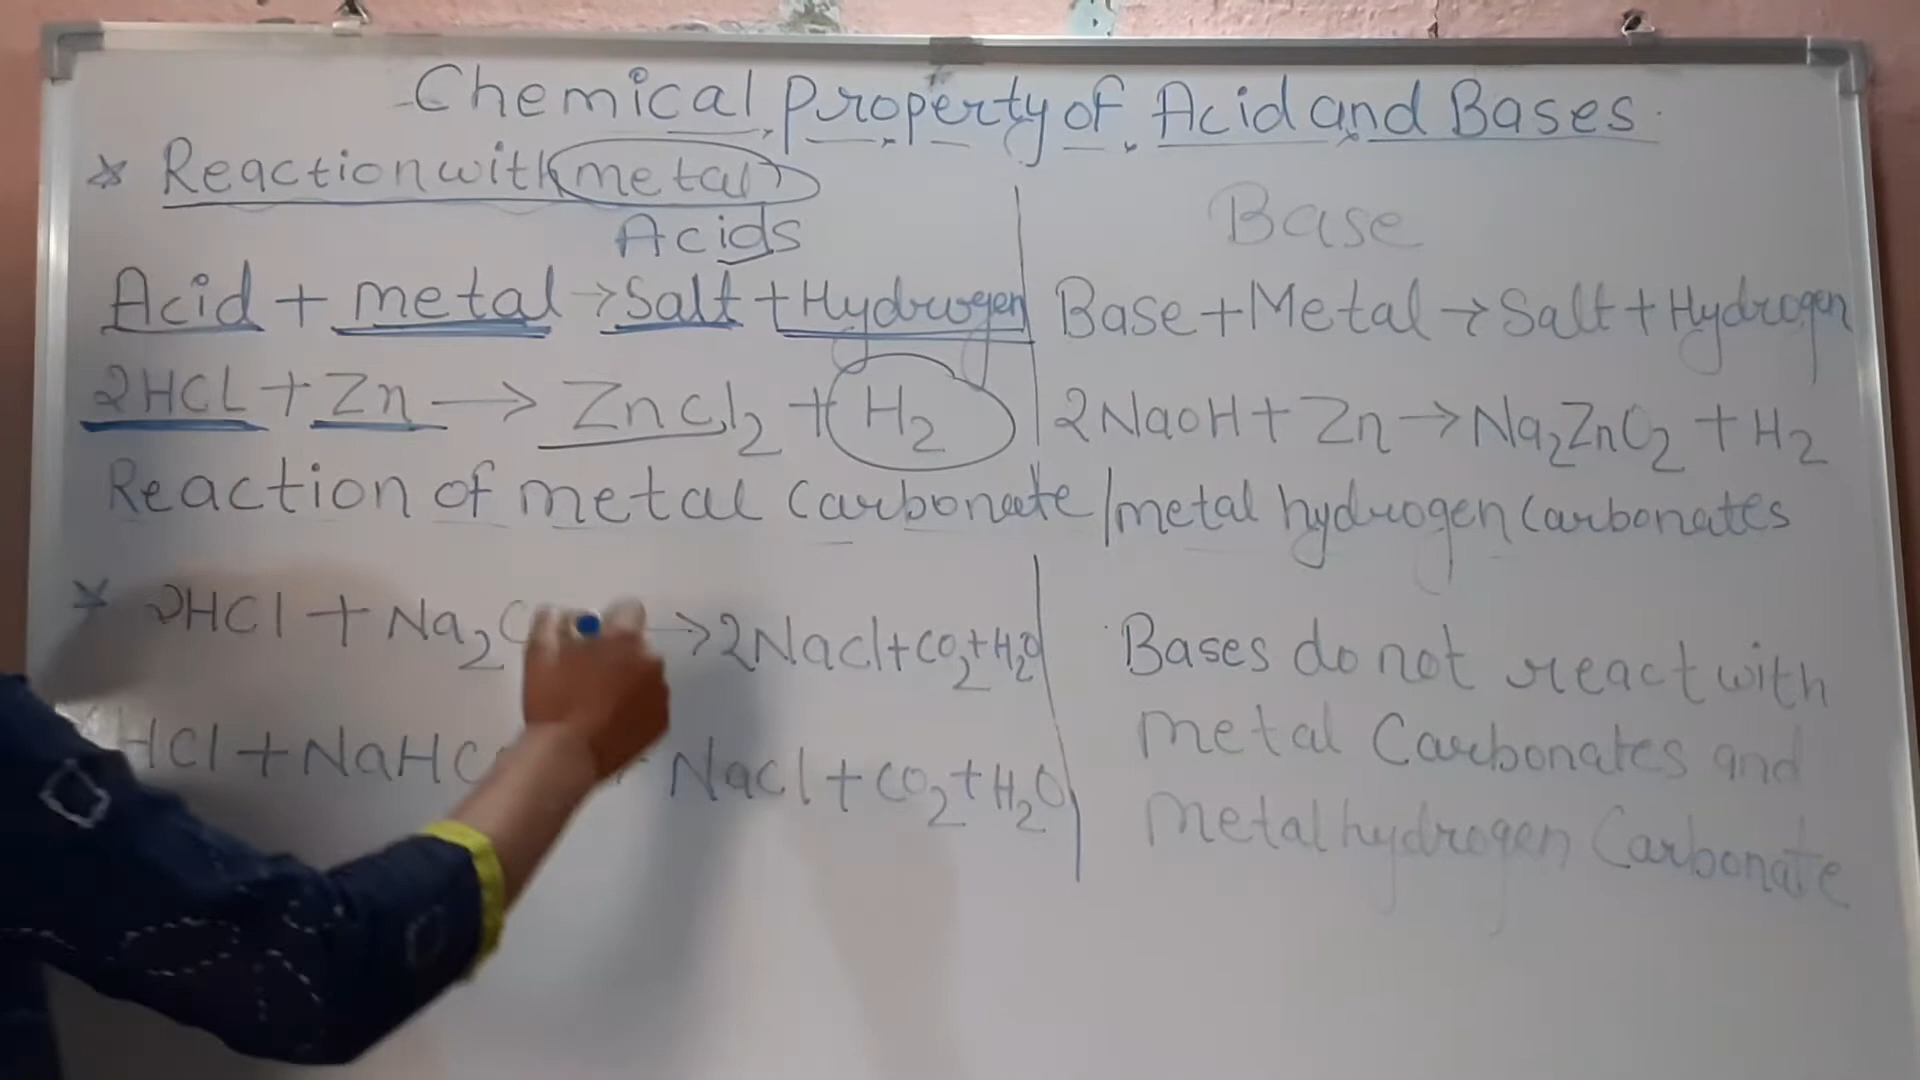 Chemical property of Acid and Bases.
* Reaction with metal
Acids
Acid + metal → Salt + Hydrogen
2HCl + Zn → ZnCl2 + H2
Base
Base + Metal → Salt + Hydrogen
2NaOH + Zn → Na2ZnO2 + H2
Reaction of metal Carbonate / metal hydrogen Carbonates
* 2HCl + Na2C → 2NaCl + CO2 + H2O
* HCl + NaHC NaCl + CO2 + H2O
Bases do not react with
metal Carbonates and
metal hydrogen Carbonate